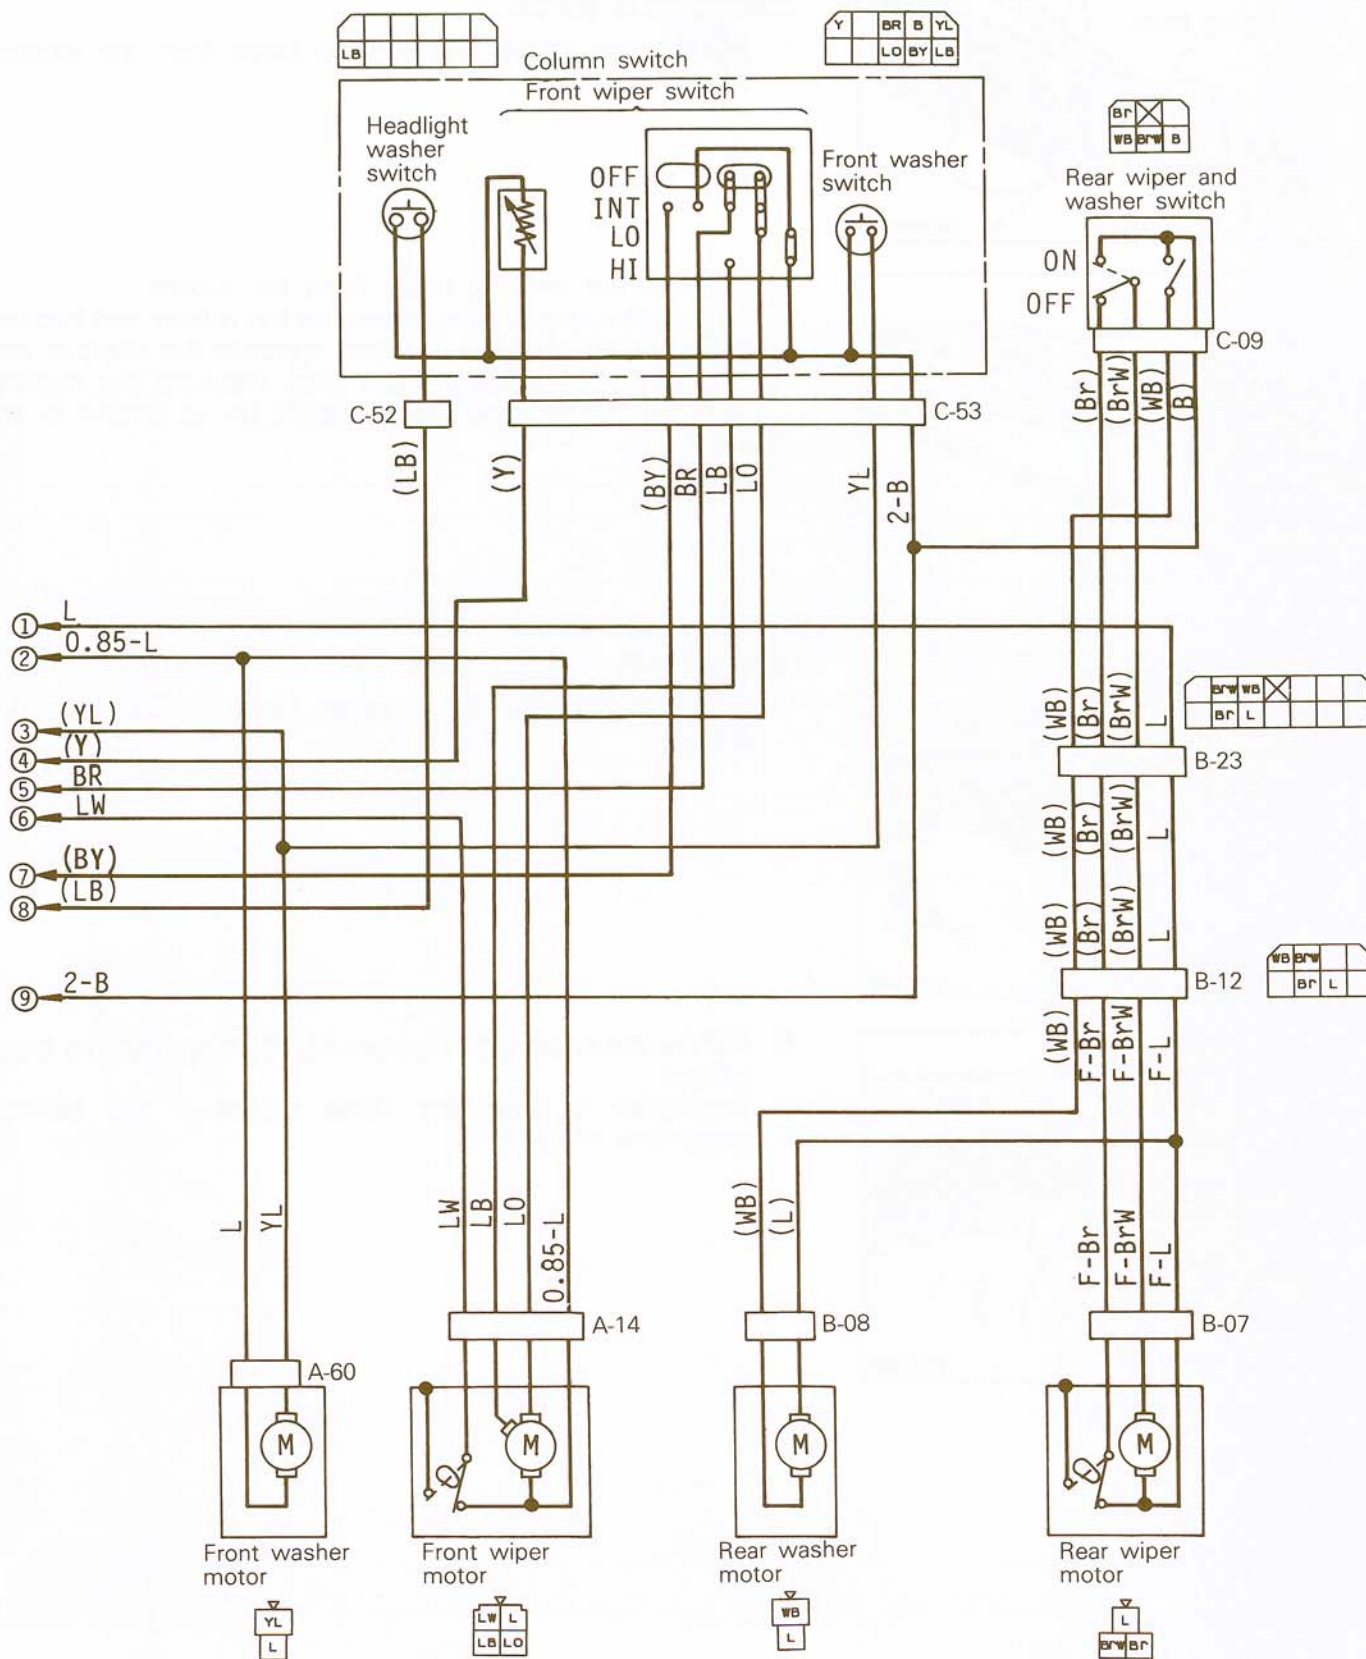 LB
Y BR B YL
LO BY LB
Column switch
Front wiper switch
Headlight
washer
switch
OFF
INT
LO
HI
Front washer
switch
Br
WB BrW B
Rear wiper and
washer switch
ON
OFF
C-09
C-52
C-53
(LB)
(Y)
(BY)
BR
LB
LO
YL
2-B
(Br)
(BrW)
(WB)
(B)
① L
② 0.85-L
③ (YL)
④ (Y)
⑤ BR
⑥ LW
⑦ (BY)
⑧ (LB)
⑨ 2-B
(WB)
(Br)
(BrW)
L
BrW WB
Br L
B-23
(WB)
(Br)
(BrW)
L
(WB)
(Br)
(BrW)
L
B-12
WB BrW
Br L
(WB)
F-Br
F-BrW
F-L
L
YL
LW
LB
LO
0.85-L
(WB)
(L)
F-Br
F-BrW
F-L
A-60
A-14
B-08
B-07
M
M
M
M
Front washer
motor
Front wiper
motor
Rear washer
motor
Rear wiper
motor
YL
L
LW L
LB LO
WB
L
L
BrW Br